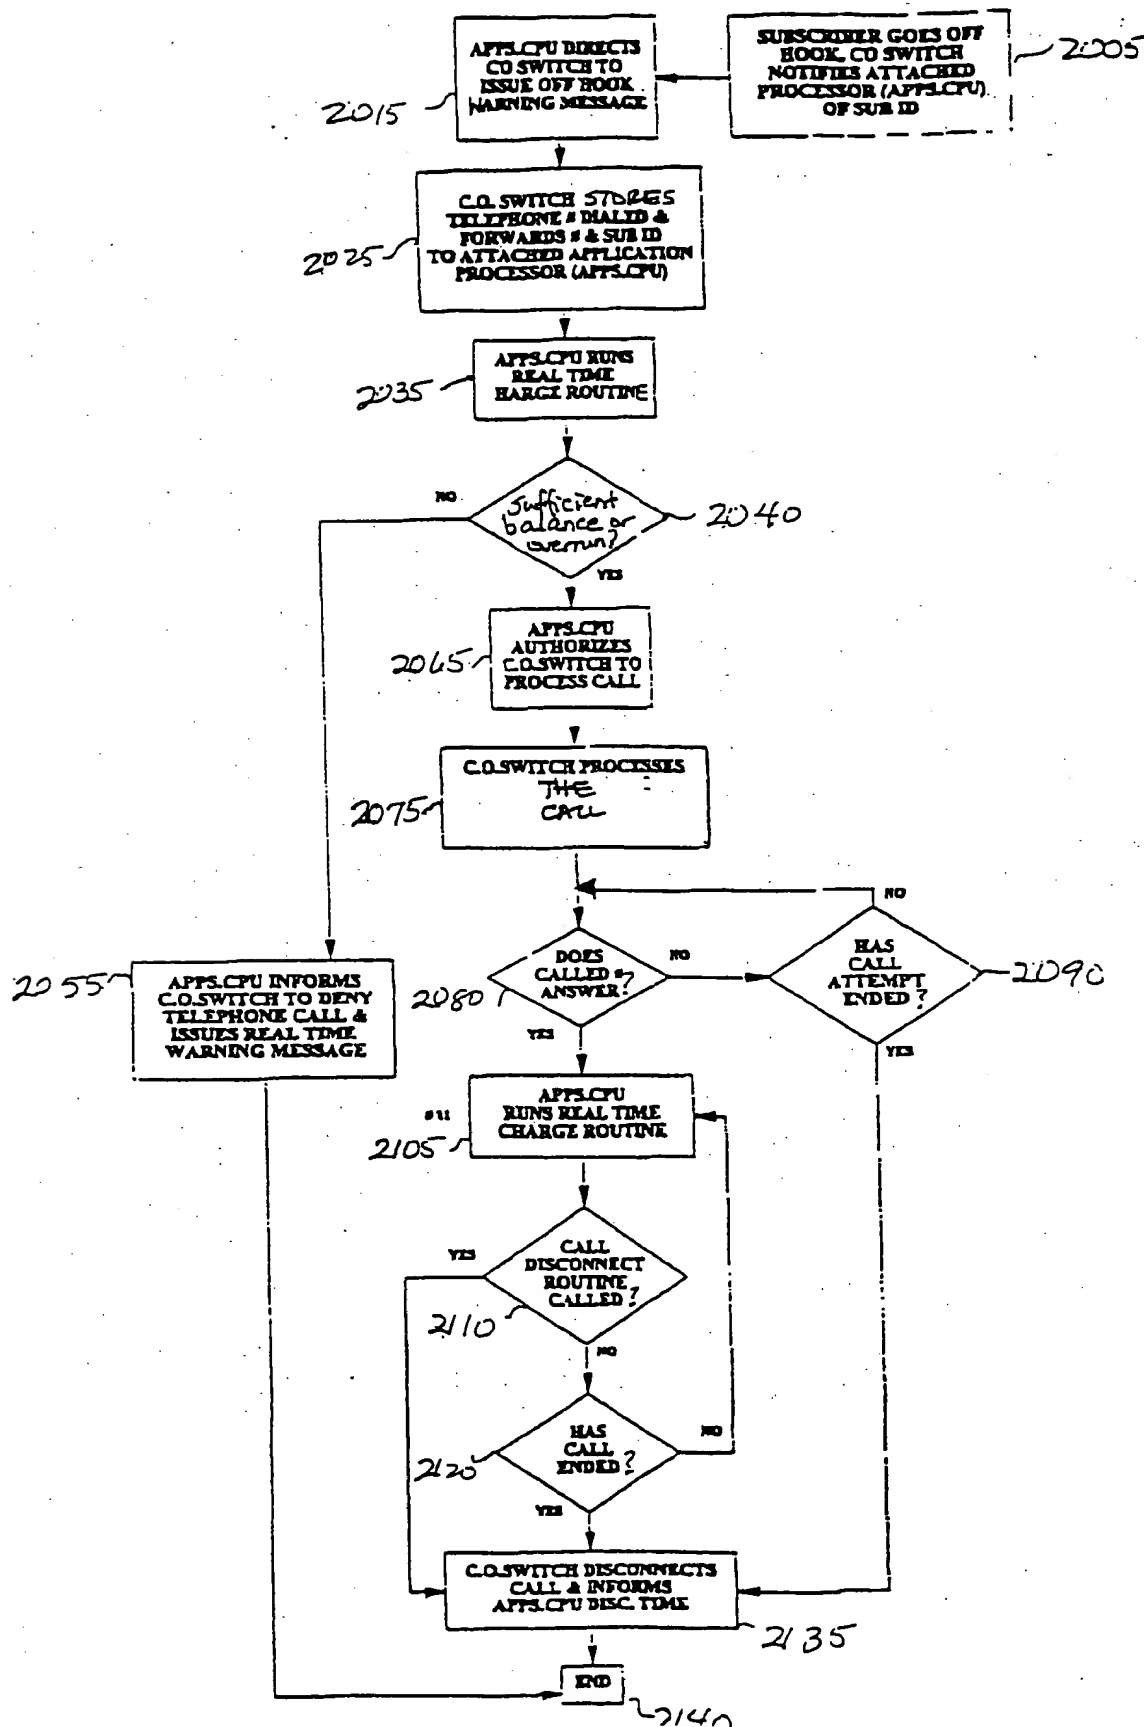 APPS.CPU DIRECTS
CO SWITCH TO
ISSUE OFF HOOK
WARNING MESSAGE
2015
SUBSCRIBER GOES OFF
HOOK. CO SWITCH
NOTIFIES ATTACHED
PROCESSOR (APPS.CPU)
OF SUB ID
2005
C.O. SWITCH STORES
TELEPHONE # DIALED &
FORWARDS # & SUB ID
TO ATTACHED APPLICATION
PROCESSOR (APPS.CPU)
2025
APPS.CPU RUNS
REAL TIME
HARGE ROUTINE
2035
Sufficient
balance or
overrun?
2040
NO
YES
APPS.CPU
AUTHORIZES
C.O.SWITCH TO
PROCESS CALL
2065
C.O.SWITCH PROCESSES
THE
CALL
2075
DOES
CALLED #
ANSWER?
2080
NO
YES
HAS
CALL
ATTEMPT
ENDED?
2090
NO
YES
APPS.CPU INFORMS
C.O.SWITCH TO DENY
TELEPHONE CALL &
ISSUES REAL TIME
WARNING MESSAGE
2055
APPS.CPU
RUNS REAL TIME
CHARGE ROUTINE
2105
CALL
DISCONNECT
ROUTINE
CALLED?
2110
YES
NO
HAS
CALL
ENDED?
2120
NO
YES
C.O.SWITCH DISCONNECTS
CALL & INFORMS
APPS.CPU DISC. TIME
2135
END
2140